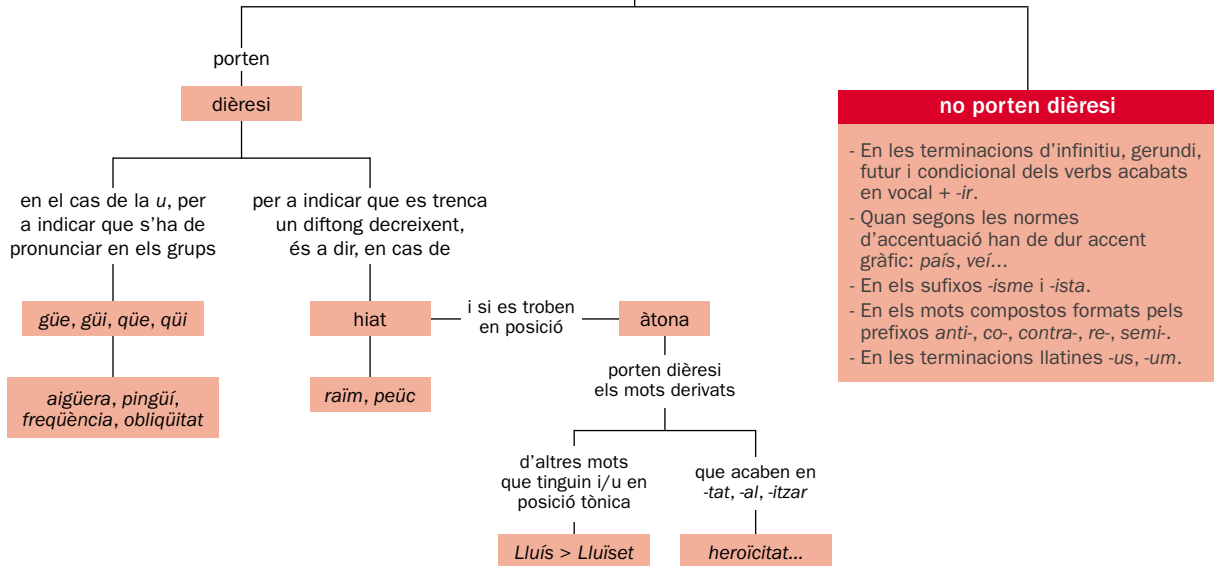 porten
dièresi
en el cas de la u, per
a indicar que s’ha de
pronunciar en els grups
güe, güi, qüe, qüi
aigüera, pingüí,
freqüència, obliqüitat
per a indicar que es trenca
un diftong decreixent,
és a dir, en cas de
hiat
raïm, peüc
i si es troben
en posició
àtona
porten dièresi
els mots derivats
d’altres mots
que tinguin i/u en
posició tònica
Lluís > Lluïset
que acaben en
-tat, -al, -itzar
heroïcitat...
no porten dièresi
- En les terminacions d’infinitiu, gerundi,
futur i condicional dels verbs acabats
en vocal + -ir.
- Quan segons les normes
d’accentuació han de dur accent
gràfic: país, veí...
- En els sufixos -isme i -ista.
- En els mots compostos formats pels
prefixos anti-, co-, contra-, re-, semi-.
- En les terminacions llatines -us, -um.